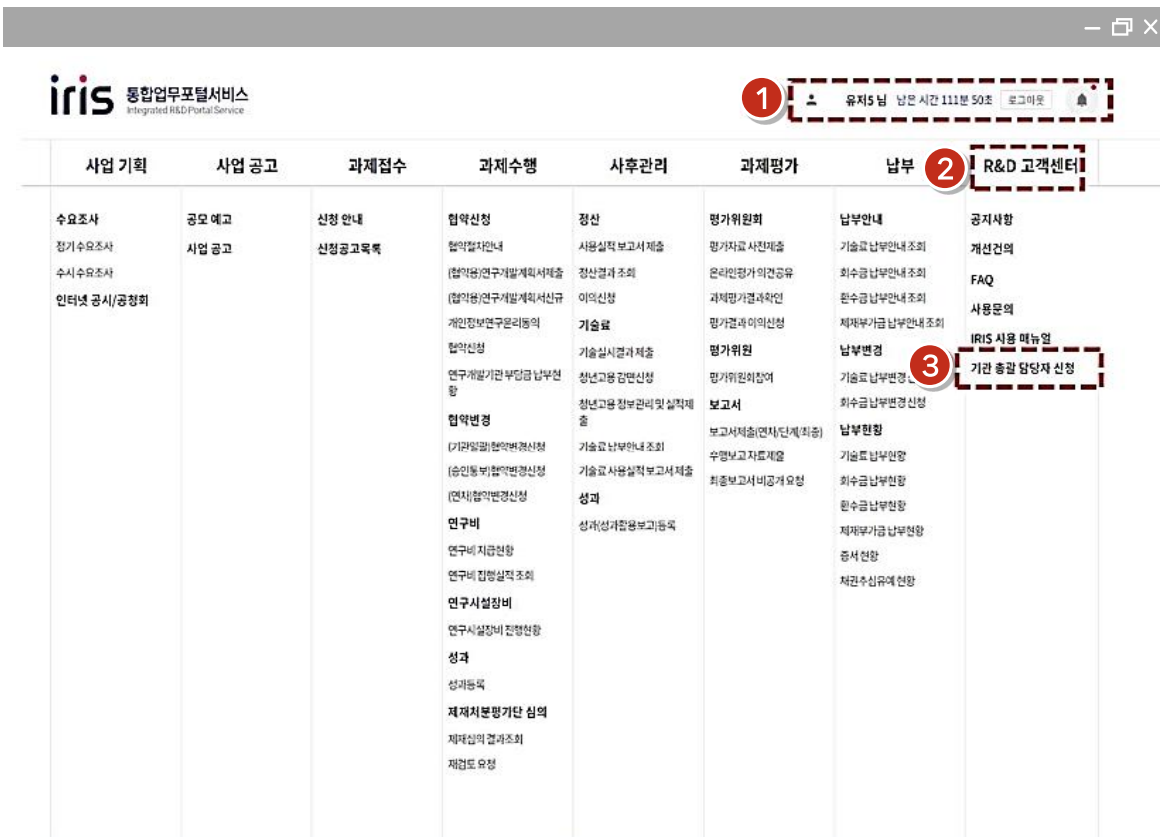 iris 통합업무포털서비스
Integrated R&D Portal Service
1
유저5 님 남은 시간 111분 50초 로그아웃
사업 기획 사업 공고 과제접수 과제수행 사후관리 과제평가 납부 2 R&D 고객센터
수요조사
정기수요조사
수시수요조사
인터넷 공시/공청회
공모 예고
사업 공고
신청 안내
신청공고목록
협약신청
협약절차안내
(협약용)연구개발계획서제출
(협약용)연구개발계획서신규
개인정보연구윤리동의
협약신청
연구개발기관 부담금 납부현
황
협약변경
(기관일괄)협약변경신청
(승인통보)협약변경신청
(연차)협약변경신청
연구비
연구비 지급현황
연구비 집행실적 조회
연구시설장비
연구시설장비 진행현황
성과
성과등록
제재처분평가단 심의
제재심의 결과조회
재검토 요청
정산
사용실적 보고서 제출
정산결과 조회
이의신청
기술료
기술실시결과 제출
청년고용 감면신청
청년고용 정보관리 및 실적제
출
기술료 납부안내 조회
기술료 사용실적 보고서 제출
성과
성과(성과활용보고)등록
평가위원회
평가자료 사전제출
온라인평가 의견공유
과제평가결과확인
평가결과 이의신청
평가위원
평가위원회참여
보고서
보고서제출(연차/단계/최종)
수행보고 자료제출
최종보고서 비공개 요청
납부안내
기술료 납부안내 조회
회수금 납부안내 조회
환수금 납부안내 조회
제재부가금 납부안내 조회
납부변경
기술료 납부변경
회수금 납부변경 신청
납부현황
기술료 납부현황
회수금 납부현황
환수금 납부현황
제재부가금 납부현황
증서 현황
채권추심유예 현황
공지사항
개선건의
FAQ
사용문의
IRIS 사용 매뉴얼
3 기관 총괄 담당자 신청